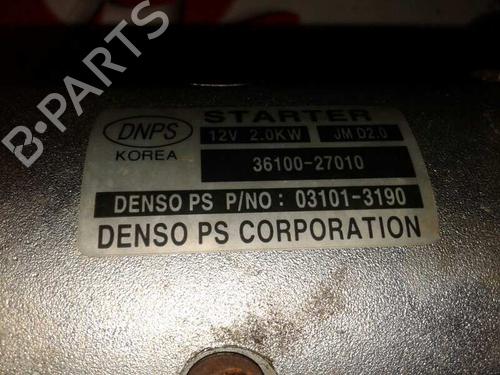 B-PARTS
STARTER
DNPS
12V 2.0KW JM D2.0
KOREA
36100-27010
DENSO PS P/NO : 03101-3190
DENSO PS CORPORATION